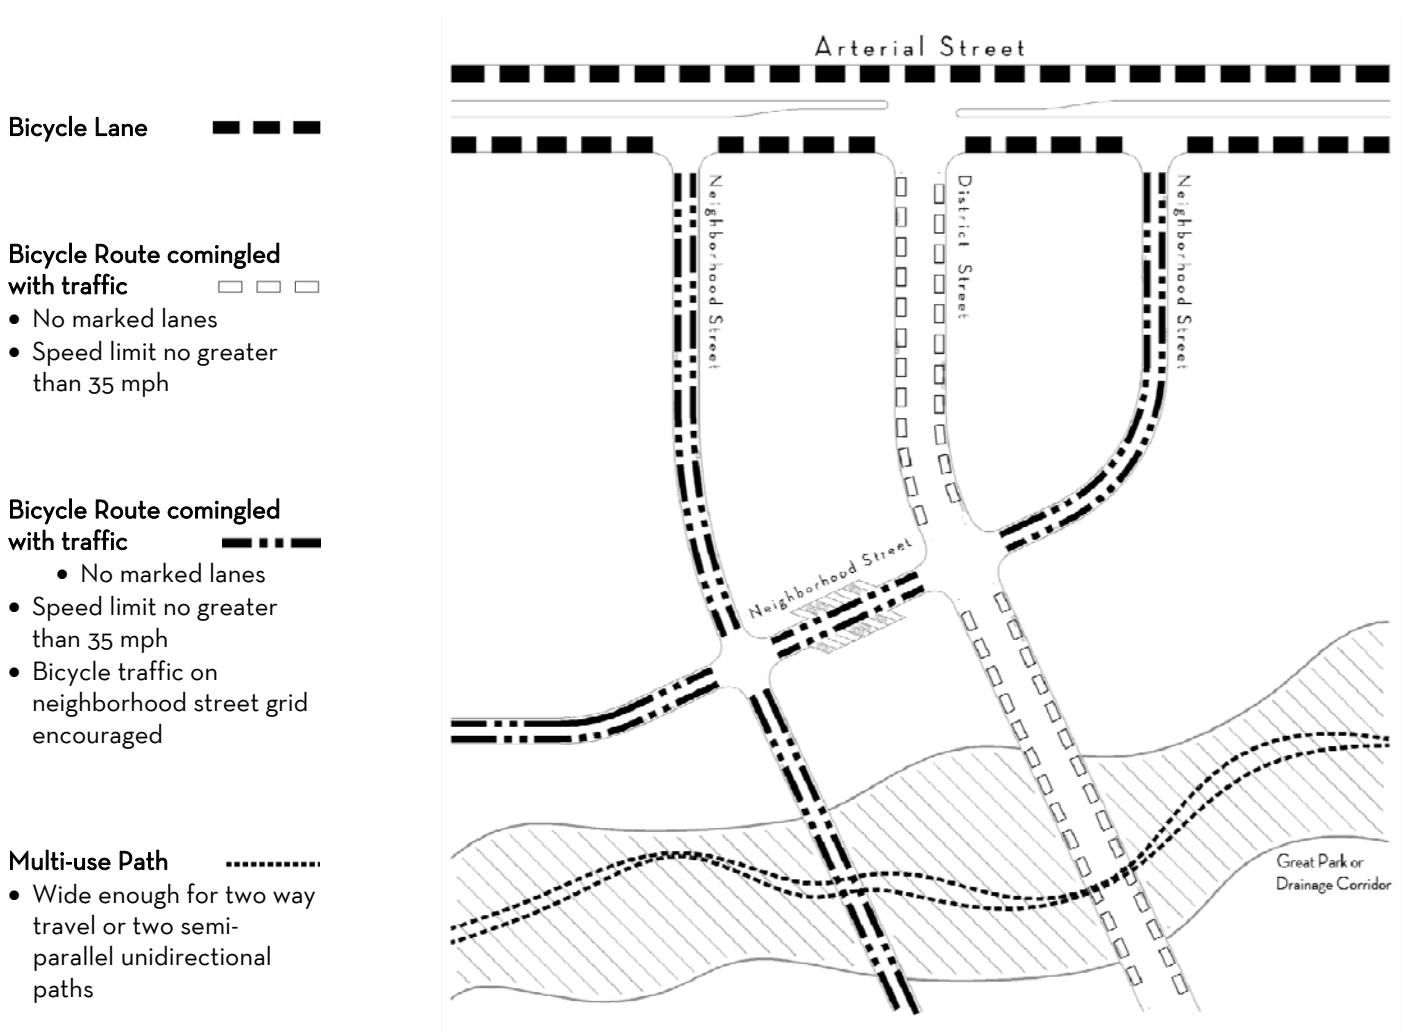 Arterial Street
Bicycle Lane
Bicycle Route comingled
with traffic
• No marked lanes
• Speed limit no greater
than 35 mph
Bicycle Route comingled
with traffic
• No marked lanes
• Speed limit no greater
than 35 mph
• Bicycle traffic on
neighborhood street grid
encouraged
Multi-use Path
• Wide enough for two way
travel or two semi-
parallel unidirectional
paths
Neighborhood Street
District Street
Neighborhood Street
Neighborhood Street
Great Park or
Drainage Corridor